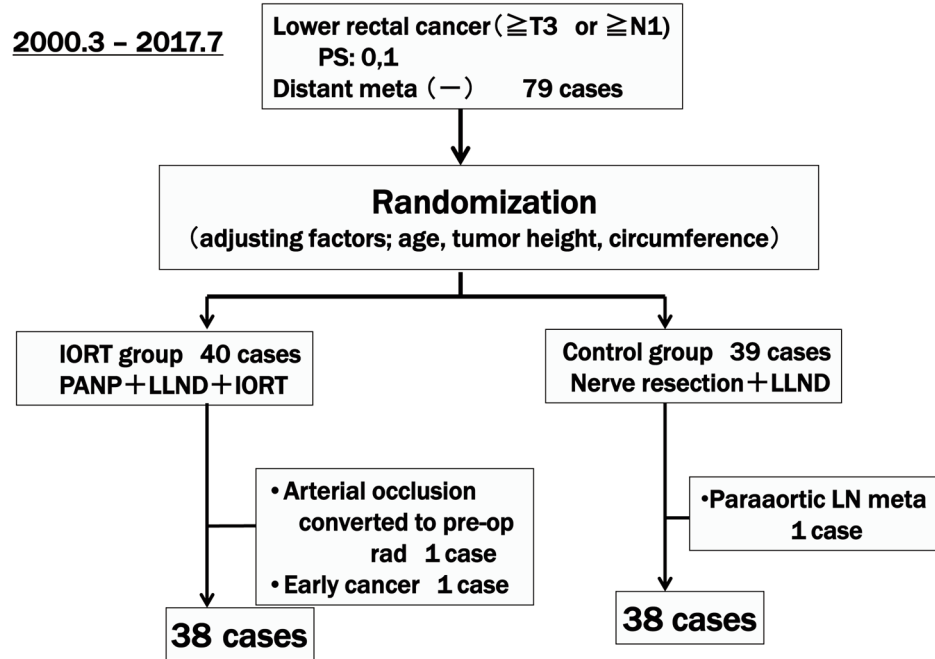 2000.3 – 2017.7
Lower rectal cancer(≧T3 or ≧N1)
PS: 0,1
Distant meta (−) 79 cases
Randomization
(adjusting factors; age, tumor height, circumference)
IORT group 40 cases
PANP+LLND+IORT
Control group 39 cases
Nerve resection+LLND
•Arterial occlusion
converted to pre-op
rad 1 case
•Early cancer 1 case
•Paraaortic LN meta
1 case
38 cases
38 cases